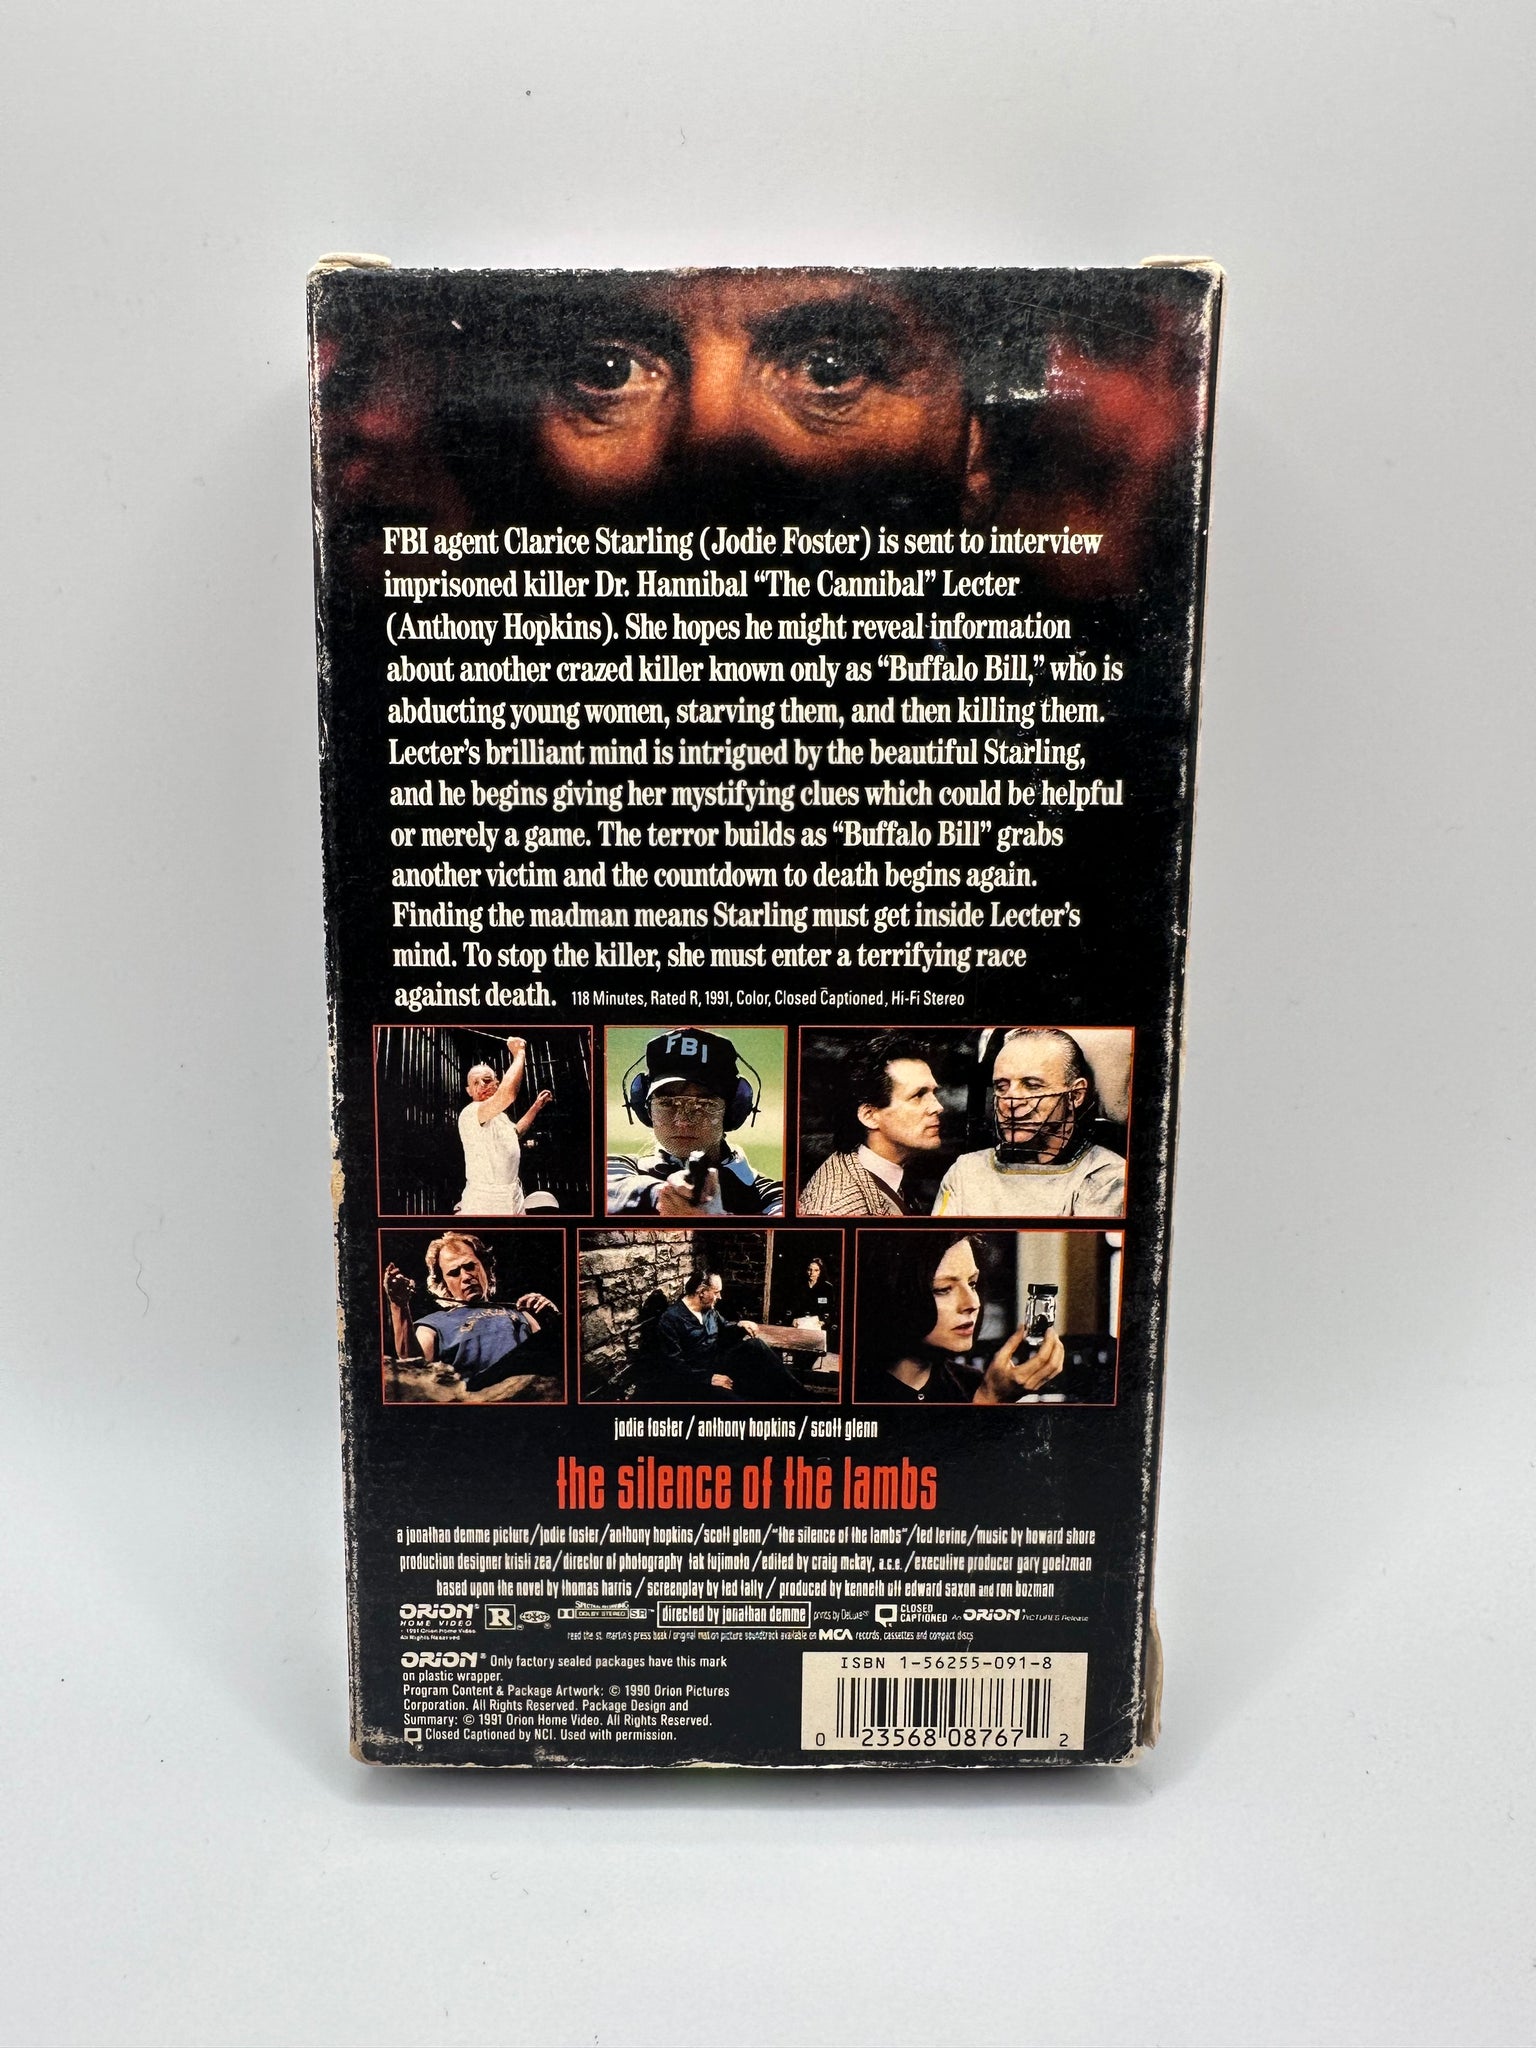 FBI agent Clarice Starling (Jodie Foster) is sent to interview
imprisoned killer Dr. Hannibal “The Cannibal” Lecter
(Anthony Hopkins). She hopes he might reveal information
about another crazed killer known only as “Buffalo Bill,” who is
abducting young women, starving them, and then killing them.
Lecter’s brilliant mind is intrigued by the beautiful Starling,
and he begins giving her mystifying clues which could be helpful
or merely a game. The terror builds as “Buffalo Bill” grabs
another victim and the countdown to death begins again.
Finding the madman means Starling must get inside Lecter’s
mind. To stop the killer, she must enter a terrifying race
against death. 118 Minutes, Rated R, 1991, Color, Closed Captioned, Hi-Fi Stereo
FBI
jodie foster / anthony hopkins / scott glenn
the silence of the lambs
a jonathan demme picture/jodie foster/anthony hopkins/scott glenn/"the silence of the lambs"/ted levine/music by howard shore
production designer kristi zea/director of photography tak fujimoto/edited by craig mckay, a.c.e./executive producer gary goetzman
based upon the novel by thomas harris/screenplay by ted tally/produced by kenneth utt edward saxon and ron bozman
ORION® HOME VIDEO R DOLBY STEREO SR™ directed by jonathan demme prints by DeLuxe® CLOSED CAPTIONED An ORION® PICTURES Release
© 1991 Orion Home Video.
All Rights Reserved
read the st. martin's press book / original motion picture soundtrack available on MCA records, cassettes and compact discs
ORION® Only factory sealed packages have this mark
on plastic wrapper.
Program Content & Package Artwork: © 1990 Orion Pictures
Corporation. All Rights Reserved. Package Design and
Summary: © 1991 Orion Home Video. All Rights Reserved.
Closed Captioned by NCI. Used with permission.
ISBN 1-56255-091-8
0 23568 08767 2